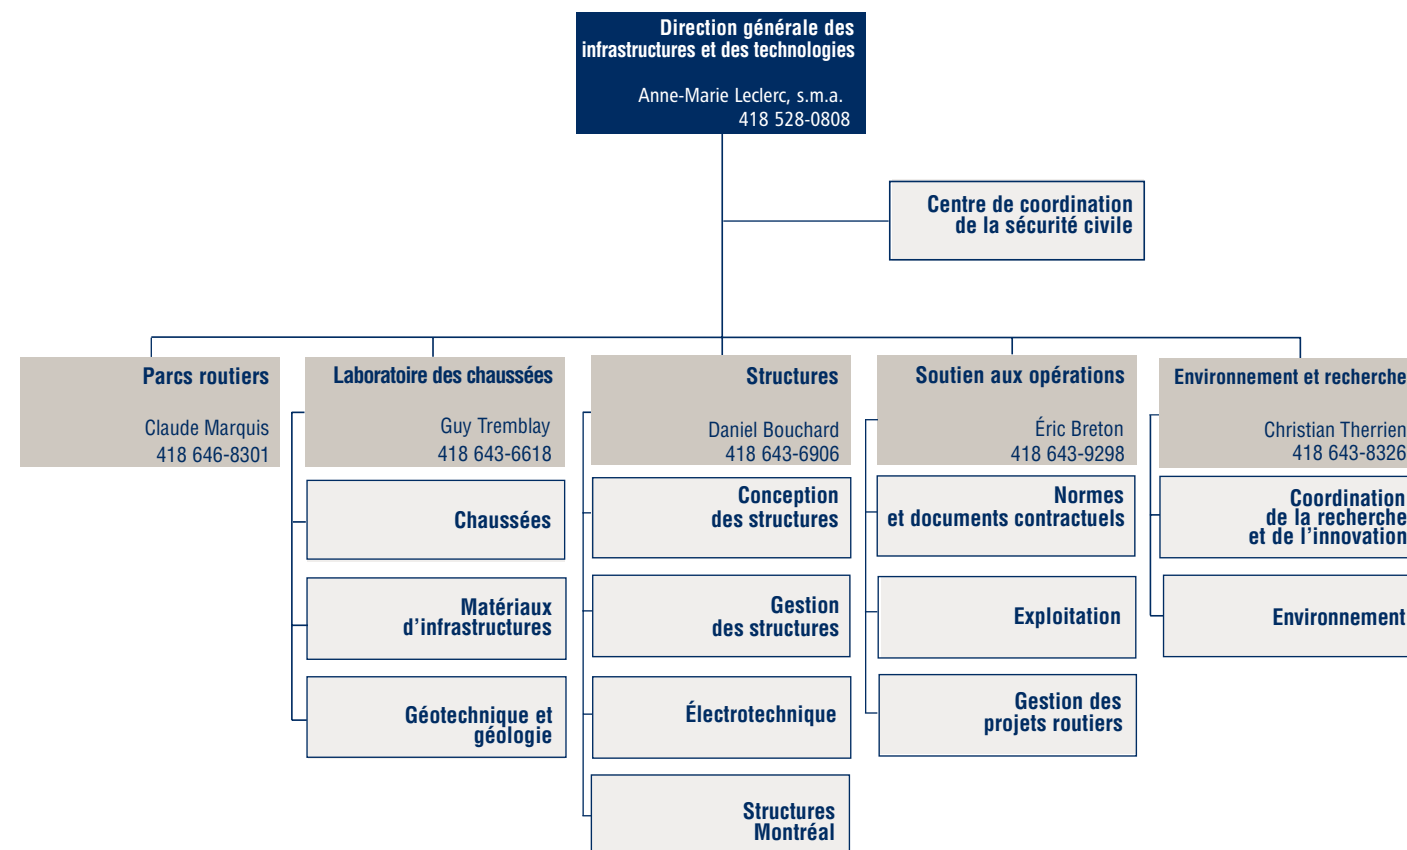 Direction générale des
infrastructures et des technologies
Anne-Marie Leclerc, s.m.a.
418 528-0808
Centre de coordination
de la sécurité civile
Parcs routiers
Claude Marquis
418 646-8301
Laboratoire des chaussées
Guy Tremblay
418 643-6618
Chaussées
Matériaux
d'infrastructures
Géotechnique et
géologie
Structures
Daniel Bouchard
418 643-6906
Conception
des structures
Gestion
des structures
Électrotechnique
Structures
Montréal
Soutien aux opérations
Éric Breton
418 643-9298
Normes
et documents contractuels
Exploitation
Gestion des
projets routiers
Environnement et recherche
Christian Therrien
418 643-8326
Coordination
de la recherche
et de l'innovation
Environnement